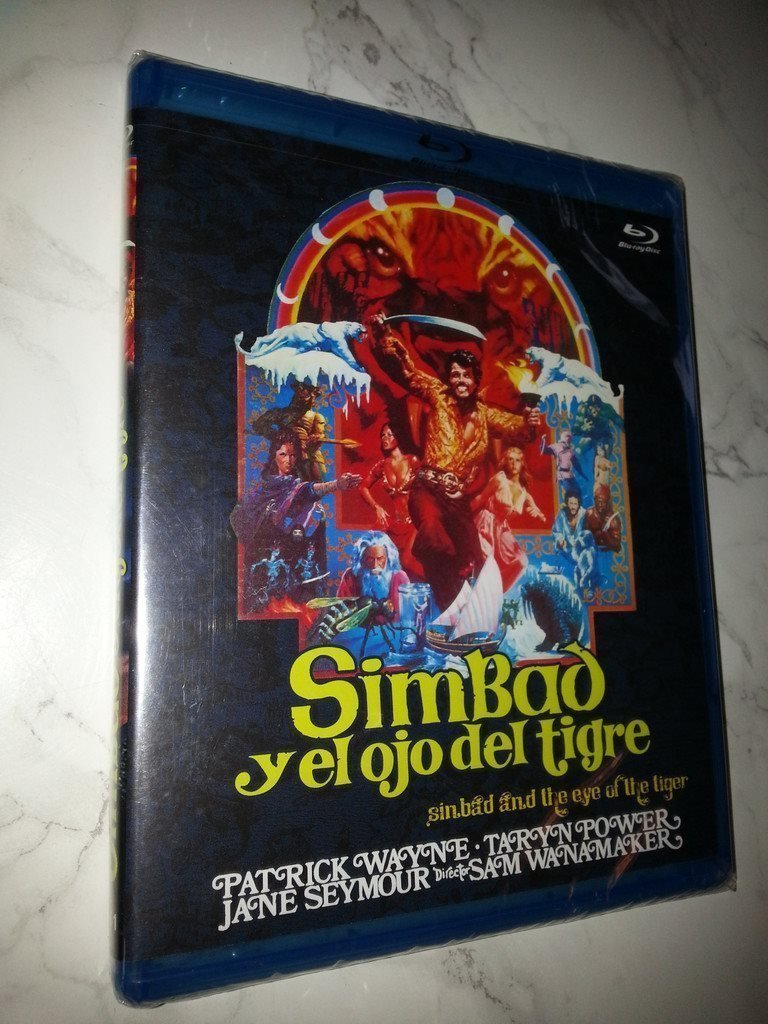 Blu-ray Disc
SimBad
y el ojo del tigre
sinbad and the eye of the tiger
PATRICK WAYNE · TARYN POWER
JANE SEYMOUR Director SAM WANAMAKER